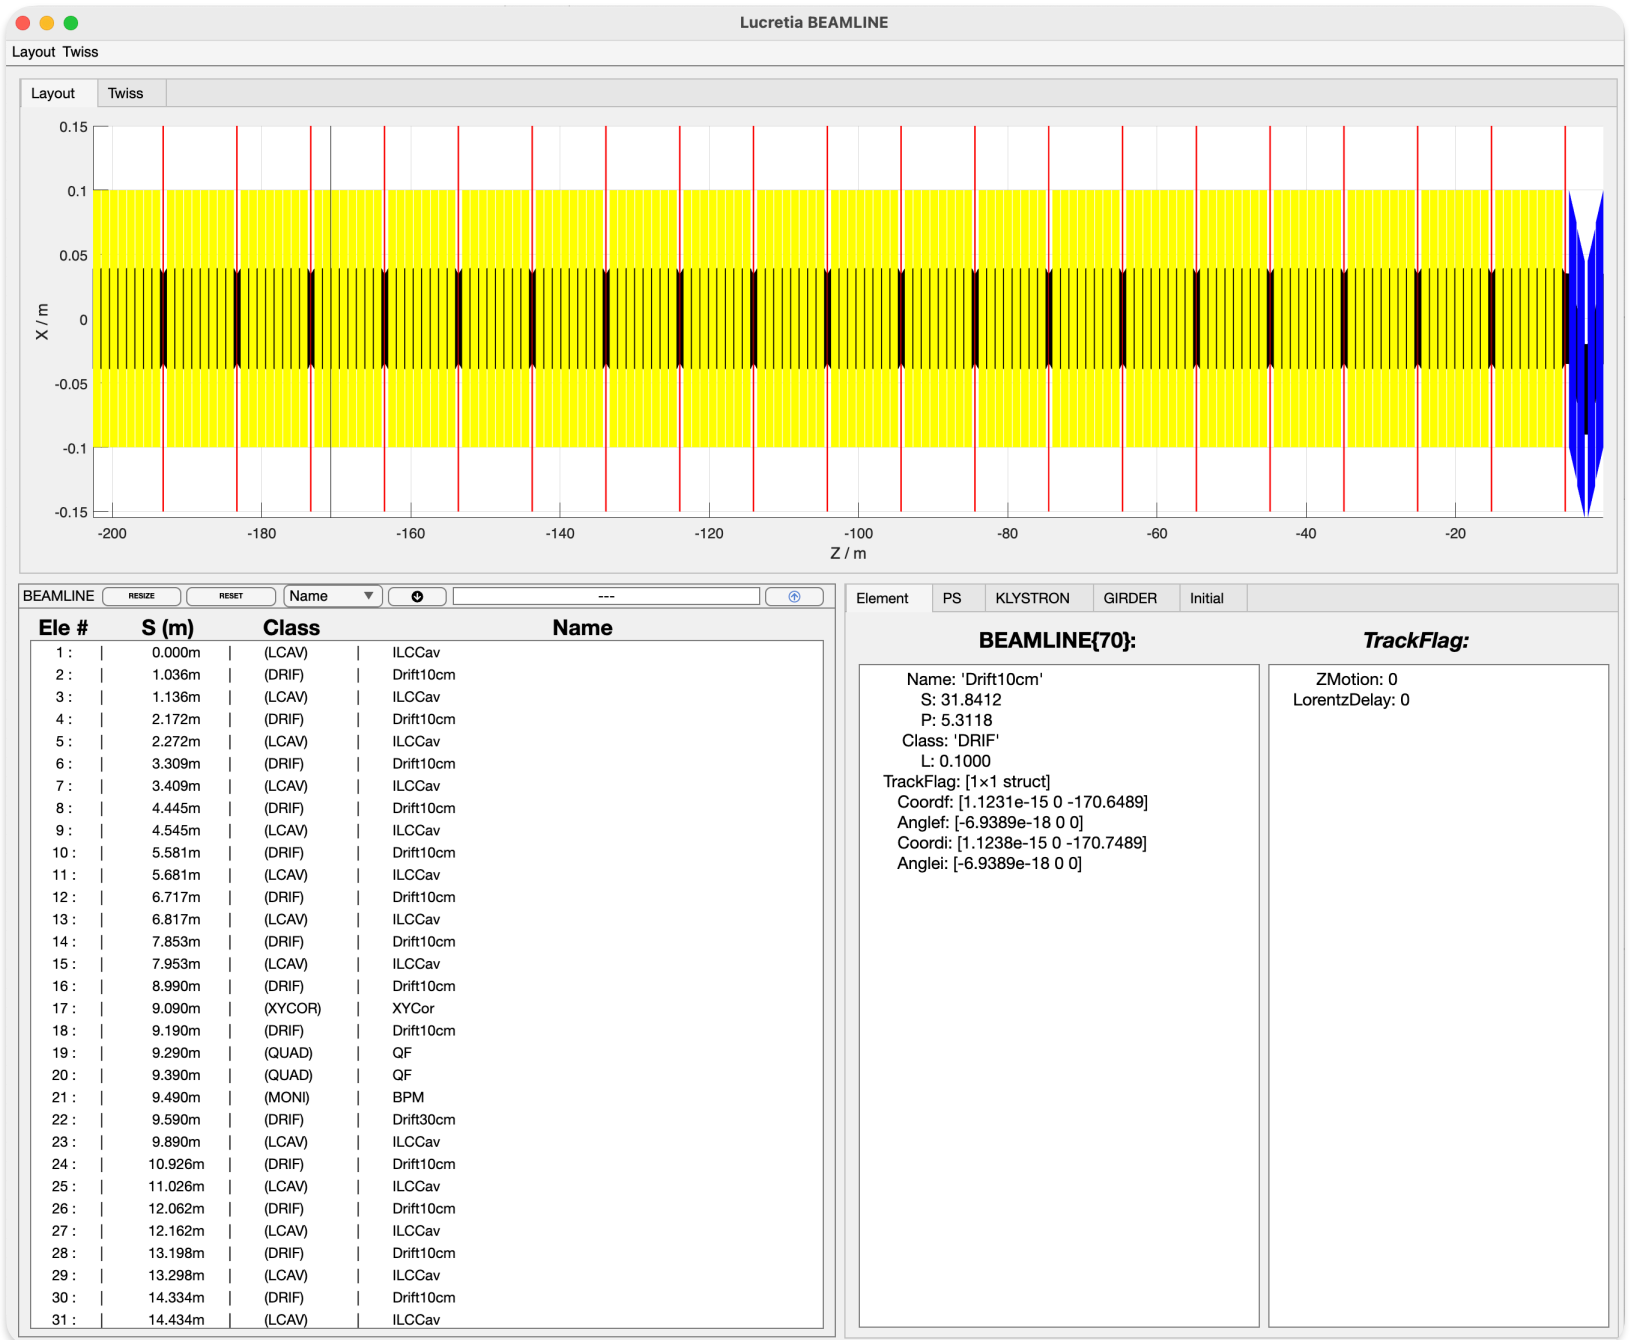 Lucretia BEAMLINE
Layout Twiss
Layout Twiss
0.15
0.1
0.05
0
-0.05
-0.1
-0.15
X / m
-200 -180 -160 -140 -120 -100 -80 -60 -40 -20
Z / m
BEAMLINE RESIZE RESET Name ---
Ele # S (m) Class Name
1 : | 0.000m | (LCAV) | ILCCav
2 : | 1.036m | (DRIF) | Drift10cm
3 : | 1.136m | (LCAV) | ILCCav
4 : | 2.172m | (DRIF) | Drift10cm
5 : | 2.272m | (LCAV) | ILCCav
6 : | 3.309m | (DRIF) | Drift10cm
7 : | 3.409m | (LCAV) | ILCCav
8 : | 4.445m | (DRIF) | Drift10cm
9 : | 4.545m | (LCAV) | ILCCav
10 : | 5.581m | (DRIF) | Drift10cm
11 : | 5.681m | (LCAV) | ILCCav
12 : | 6.717m | (DRIF) | Drift10cm
13 : | 6.817m | (LCAV) | ILCCav
14 : | 7.853m | (DRIF) | Drift10cm
15 : | 7.953m | (LCAV) | ILCCav
16 : | 8.990m | (DRIF) | Drift10cm
17 : | 9.090m | (XYCOR) | XYCor
18 : | 9.190m | (DRIF) | Drift10cm
19 : | 9.290m | (QUAD) | QF
20 : | 9.390m | (QUAD) | QF
21 : | 9.490m | (MONI) | BPM
22 : | 9.590m | (DRIF) | Drift30cm
23 : | 9.890m | (LCAV) | ILCCav
24 : | 10.926m | (DRIF) | Drift10cm
25 : | 11.026m | (LCAV) | ILCCav
26 : | 12.062m | (DRIF) | Drift10cm
27 : | 12.162m | (LCAV) | ILCCav
28 : | 13.198m | (DRIF) | Drift10cm
29 : | 13.298m | (LCAV) | ILCCav
30 : | 14.334m | (DRIF) | Drift10cm
31 : | 14.434m | (LCAV) | ILCCav
Element PS KLYSTRON GIRDER Initial
BEAMLINE{70}:
Name: 'Drift10cm'
S: 31.8412
P: 5.3118
Class: 'DRIF'
L: 0.1000
TrackFlag: [1×1 struct]
Coordf: [1.1231e-15 0 -170.6489]
Anglef: [-6.9389e-18 0 0]
Coordi: [1.1238e-15 0 -170.7489]
Anglei: [-6.9389e-18 0 0]
TrackFlag:
ZMotion: 0
LorentzDelay: 0